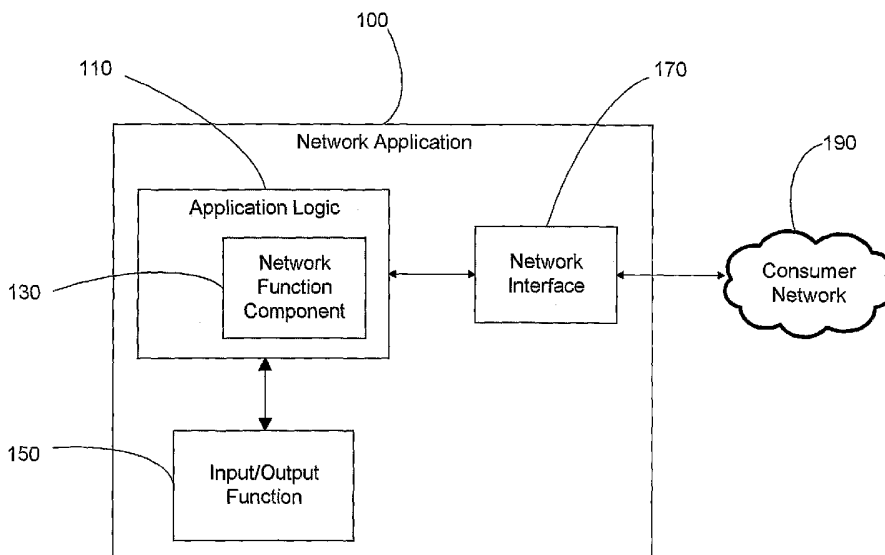 100
110
170
190
Network Application
Application Logic
Network
Function
Component
130
Network
Interface
Consumer
Network
150
Input/Output
Function